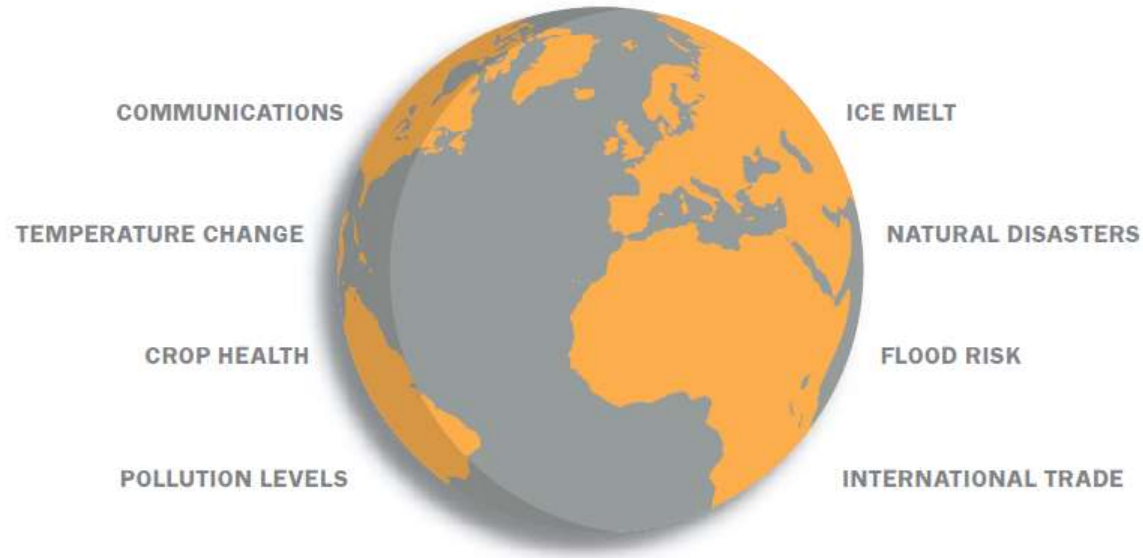 COMMUNICATIONS
ICE MELT
TEMPERATURE CHANGE
NATURAL DISASTERS
CROP HEALTH
FLOOD RISK
POLLUTION LEVELS
INTERNATIONAL TRADE